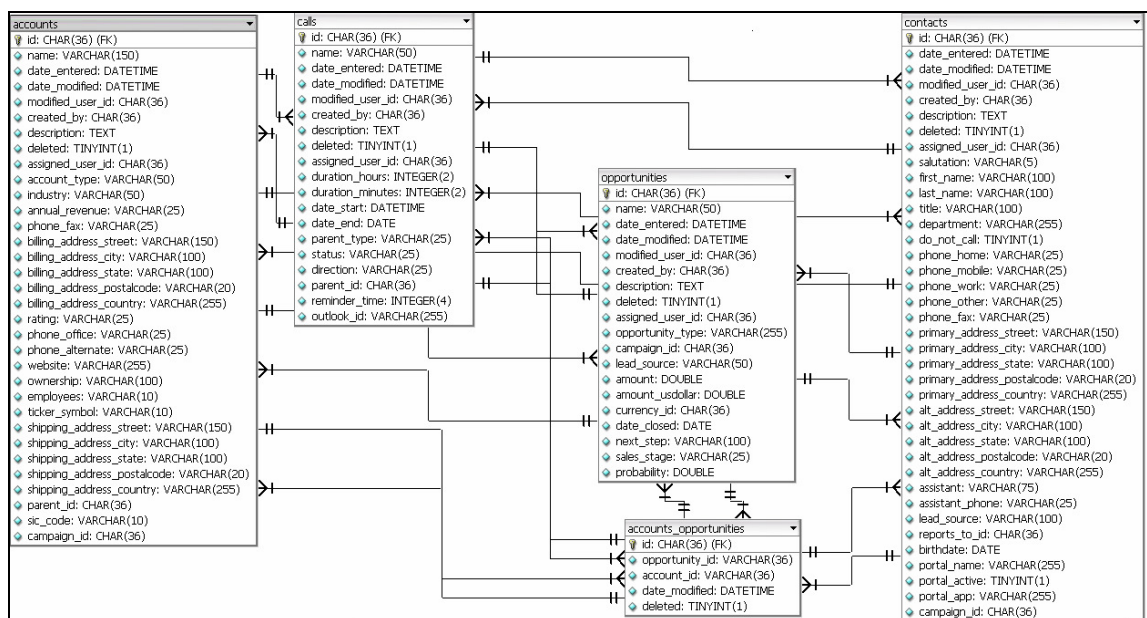 accounts
id: CHAR(36) (FK)
name: VARCHAR(150)
date_entered: DATETIME
date_modified: DATETIME
modified_user_id: CHAR(36)
created_by: CHAR(36)
description: TEXT
deleted: TINYINT(1)
assigned_user_id: CHAR(36)
account_type: VARCHAR(50)
industry: VARCHAR(50)
annual_revenue: VARCHAR(25)
phone_fax: VARCHAR(25)
billing_address_street: VARCHAR(150)
billing_address_city: VARCHAR(100)
billing_address_state: VARCHAR(100)
billing_address_postalcode: VARCHAR(20)
billing_address_country: VARCHAR(255)
rating: VARCHAR(25)
phone_office: VARCHAR(25)
phone_alternate: VARCHAR(25)
website: VARCHAR(255)
ownership: VARCHAR(100)
employees: VARCHAR(10)
ticker_symbol: VARCHAR(10)
shipping_address_street: VARCHAR(150)
shipping_address_city: VARCHAR(100)
shipping_address_state: VARCHAR(100)
shipping_address_postalcode: VARCHAR(20)
shipping_address_country: VARCHAR(255)
parent_id: CHAR(36)
sic_code: VARCHAR(10)
campaign_id: CHAR(36)
calls
id: CHAR(36) (FK)
name: VARCHAR(50)
date_entered: DATETIME
date_modified: DATETIME
modified_user_id: CHAR(36)
created_by: CHAR(36)
description: TEXT
deleted: TINYINT(1)
assigned_user_id: CHAR(36)
duration_hours: INTEGER(2)
duration_minutes: INTEGER(2)
date_start: DATETIME
date_end: DATE
parent_type: VARCHAR(25)
status: VARCHAR(25)
direction: VARCHAR(25)
parent_id: CHAR(36)
reminder_time: INTEGER(4)
outlook_id: VARCHAR(255)
opportunities
id: CHAR(36) (FK)
name: VARCHAR(50)
date_entered: DATETIME
date_modified: DATETIME
modified_user_id: CHAR(36)
created_by: CHAR(36)
description: TEXT
deleted: TINYINT(1)
assigned_user_id: CHAR(36)
opportunity_type: VARCHAR(255)
campaign_id: CHAR(36)
lead_source: VARCHAR(50)
amount: DOUBLE
amount_usdollar: DOUBLE
currency_id: CHAR(36)
date_closed: DATE
next_step: VARCHAR(100)
sales_stage: VARCHAR(25)
probability: DOUBLE
accounts_opportunities
id: CHAR(36) (FK)
opportunity_id: VARCHAR(36)
account_id: VARCHAR(36)
date_modified: DATETIME
deleted: TINYINT(1)
contacts
id: CHAR(36) (FK)
date_entered: DATETIME
date_modified: DATETIME
modified_user_id: CHAR(36)
created_by: CHAR(36)
description: TEXT
deleted: TINYINT(1)
assigned_user_id: CHAR(36)
salutation: VARCHAR(5)
first_name: VARCHAR(100)
last_name: VARCHAR(100)
title: VARCHAR(100)
department: VARCHAR(255)
do_not_call: TINYINT(1)
phone_home: VARCHAR(25)
phone_mobile: VARCHAR(25)
phone_work: VARCHAR(25)
phone_other: VARCHAR(25)
phone_fax: VARCHAR(25)
primary_address_street: VARCHAR(150)
primary_address_city: VARCHAR(100)
primary_address_state: VARCHAR(100)
primary_address_postalcode: VARCHAR(20)
primary_address_country: VARCHAR(255)
alt_address_street: VARCHAR(150)
alt_address_city: VARCHAR(100)
alt_address_state: VARCHAR(100)
alt_address_postalcode: VARCHAR(20)
alt_address_country: VARCHAR(255)
assistant: VARCHAR(75)
assistant_phone: VARCHAR(25)
lead_source: VARCHAR(100)
reports_to_id: CHAR(36)
birthdate: DATE
portal_name: VARCHAR(255)
portal_active: TINYINT(1)
portal_app: VARCHAR(255)
campaign_id: CHAR(36)